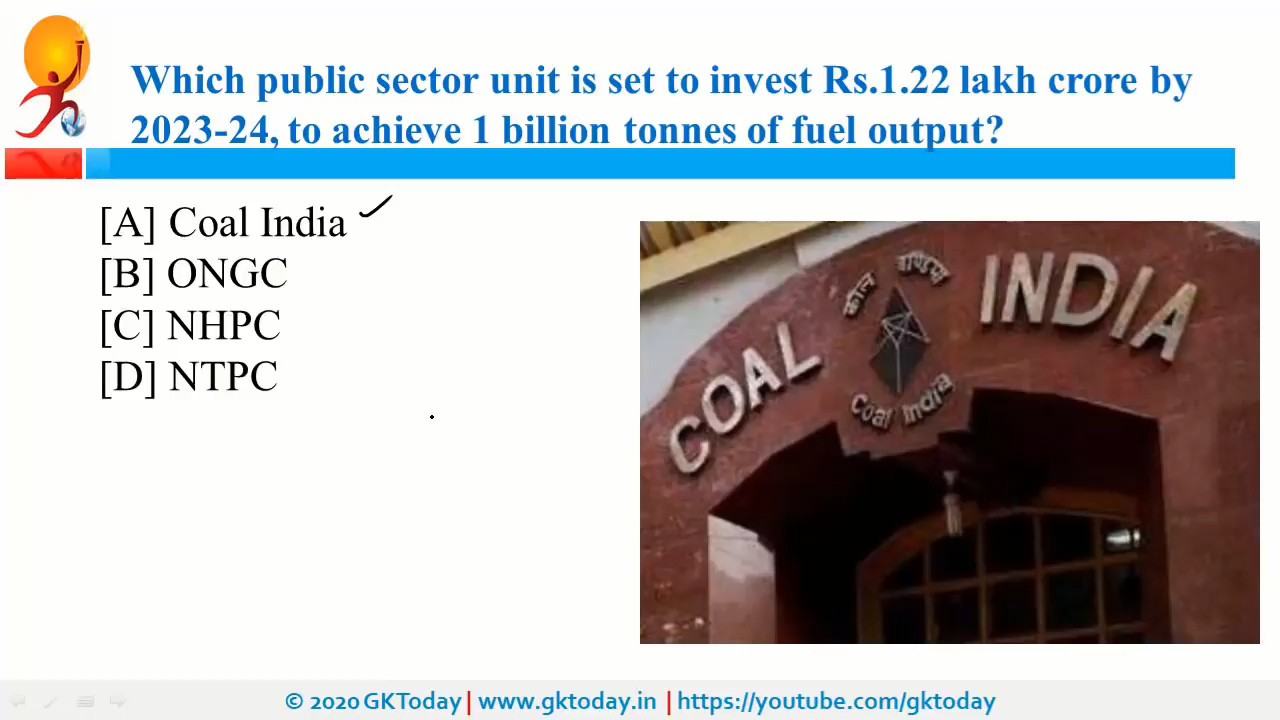 Which public sector unit is set to invest Rs.1.22 lakh crore by
2023-24, to achieve 1 billion tonnes of fuel output?
[A] Coal India
[B] ONGC
[C] NHPC
[D] NTPC
COAL INDIA
कोल इण्डिया
Coal India
© 2020 GKToday | www.gktoday.in | https://youtube.com/gktoday